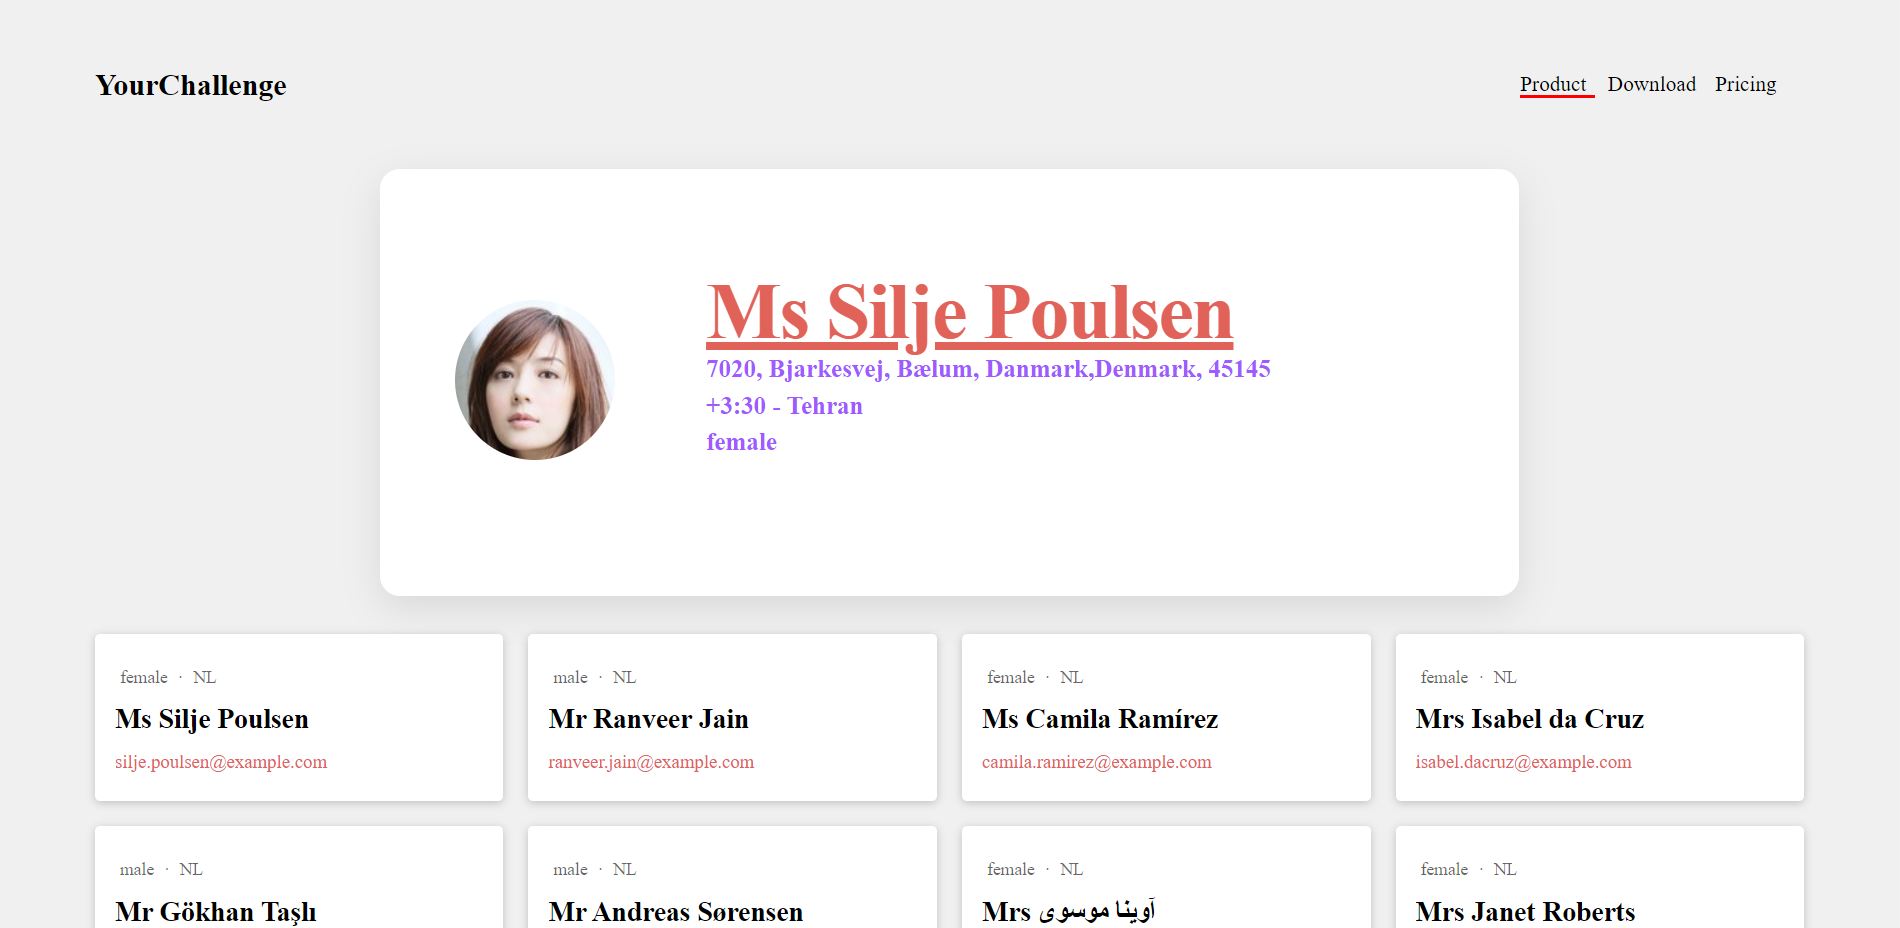 YourChallenge
Product Download Pricing
Ms Silje Poulsen
7020, Bjarkesvej, Bælum, Danmark,Denmark, 45145
+3:30 - Tehran
female
female · NL
Ms Silje Poulsen
silje.poulsen@example.com
male · NL
Mr Ranveer Jain
ranveer.jain@example.com
female · NL
Ms Camila Ramírez
camila.ramirez@example.com
female · NL
Mrs Isabel da Cruz
isabel.dacruz@example.com
male · NL
Mr Gökhan Taşlı
male · NL
Mr Andreas Sørensen
female · NL
Mrs آوینا موسوی
female · NL
Mrs Janet Roberts